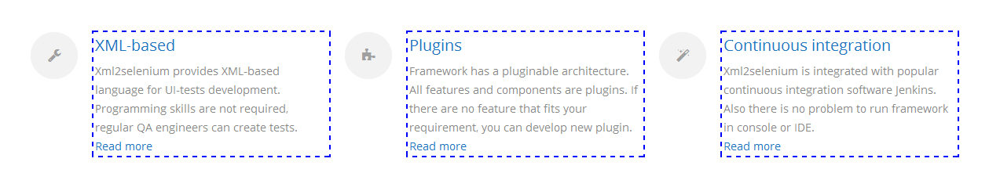 XML-based
Xml2selenium provides XML-based
language for UI-tests development.
Programming skills are not required,
regular QA engineers can create tests.
Read more
Plugins
Framework has a pluginable architecture.
All features and components are plugins. If
there are no feature that fits your
requirement, you can develop new plugin.
Read more
Continuous integration
Xml2selenium is integrated with popular
continuous integration software Jenkins.
Also there is no problem to run framework
in console or IDE.
Read more